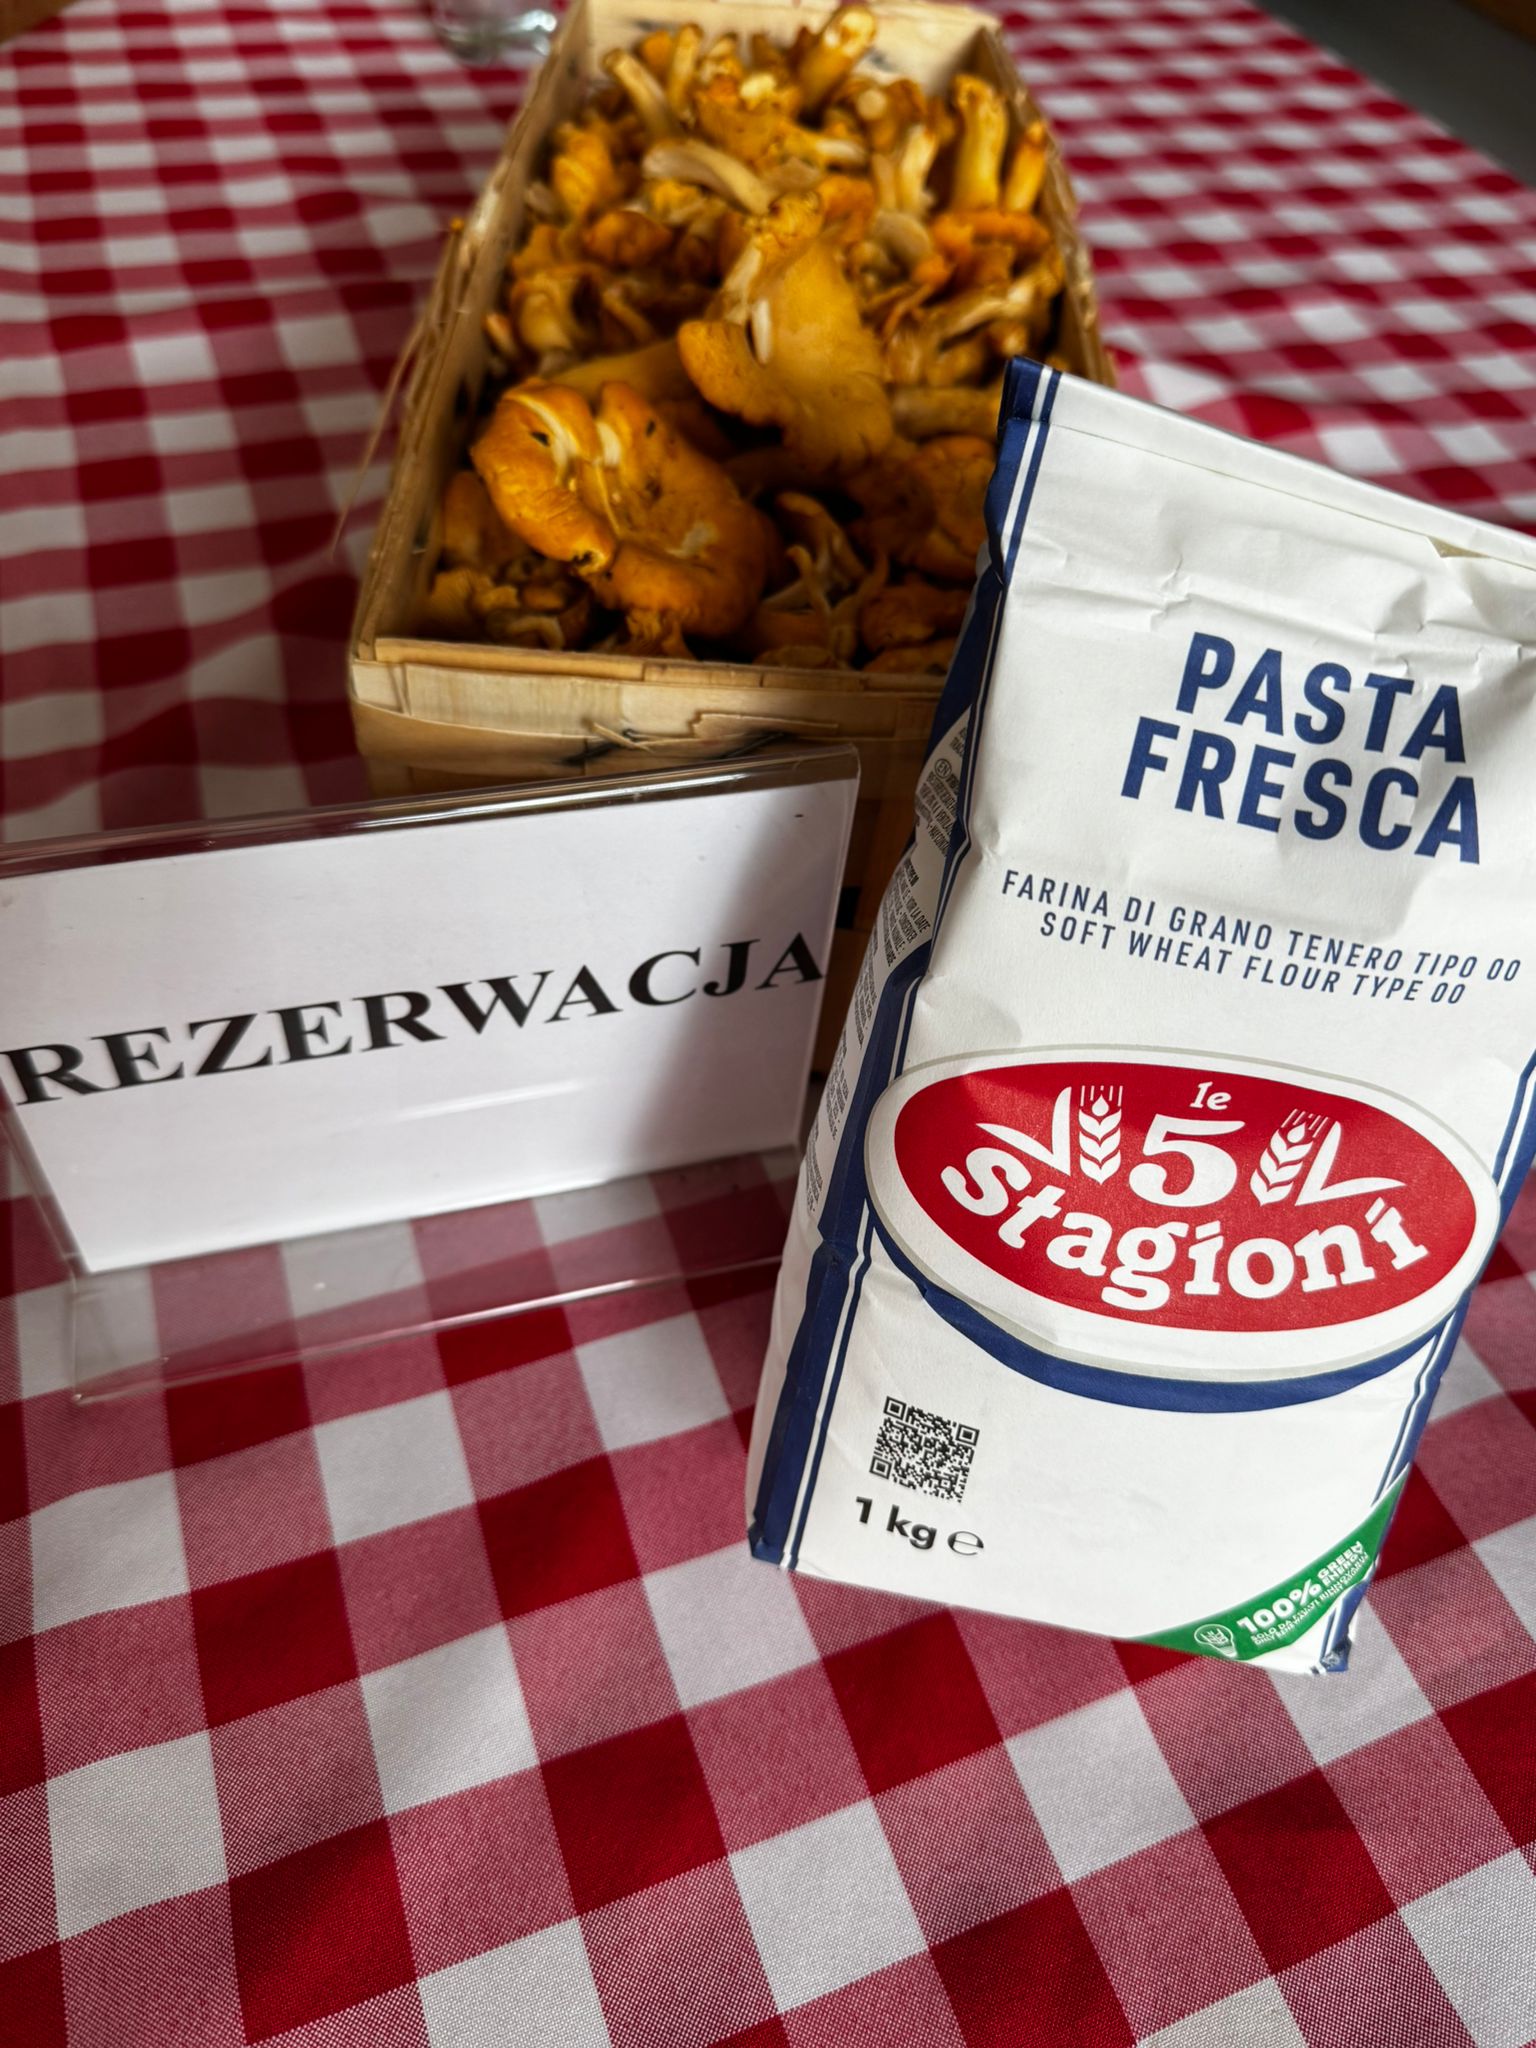 REZERWACJA
PASTA
FRESCA
FARINA DI GRANO TENERO TIPO 00
SOFT WHEAT FLOUR TYPE 00
le
5
Stagioni
1 kg ℮
100% GREEN
ENERGY